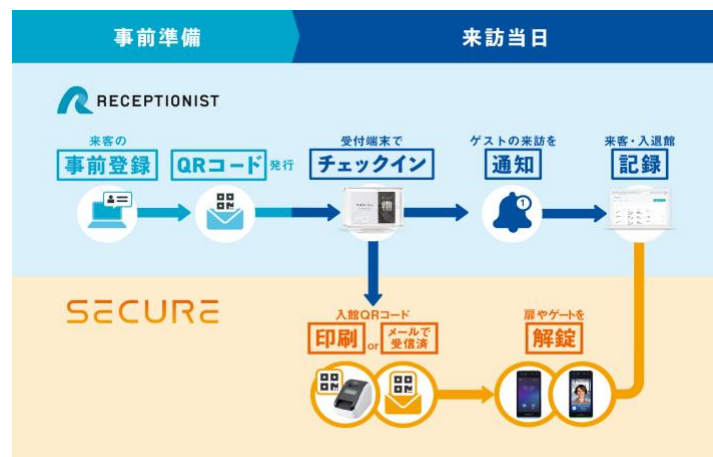 事前準備
来訪当日
RECEPTIONIST
来客の
事前登録
QRコード 発行
受付端末で
チェックイン
ゲストの来訪を
通知
1
来客・入退館
記録
SECURE
入館QRコード
印刷 or メールで
受信済
扉やゲートを
解錠